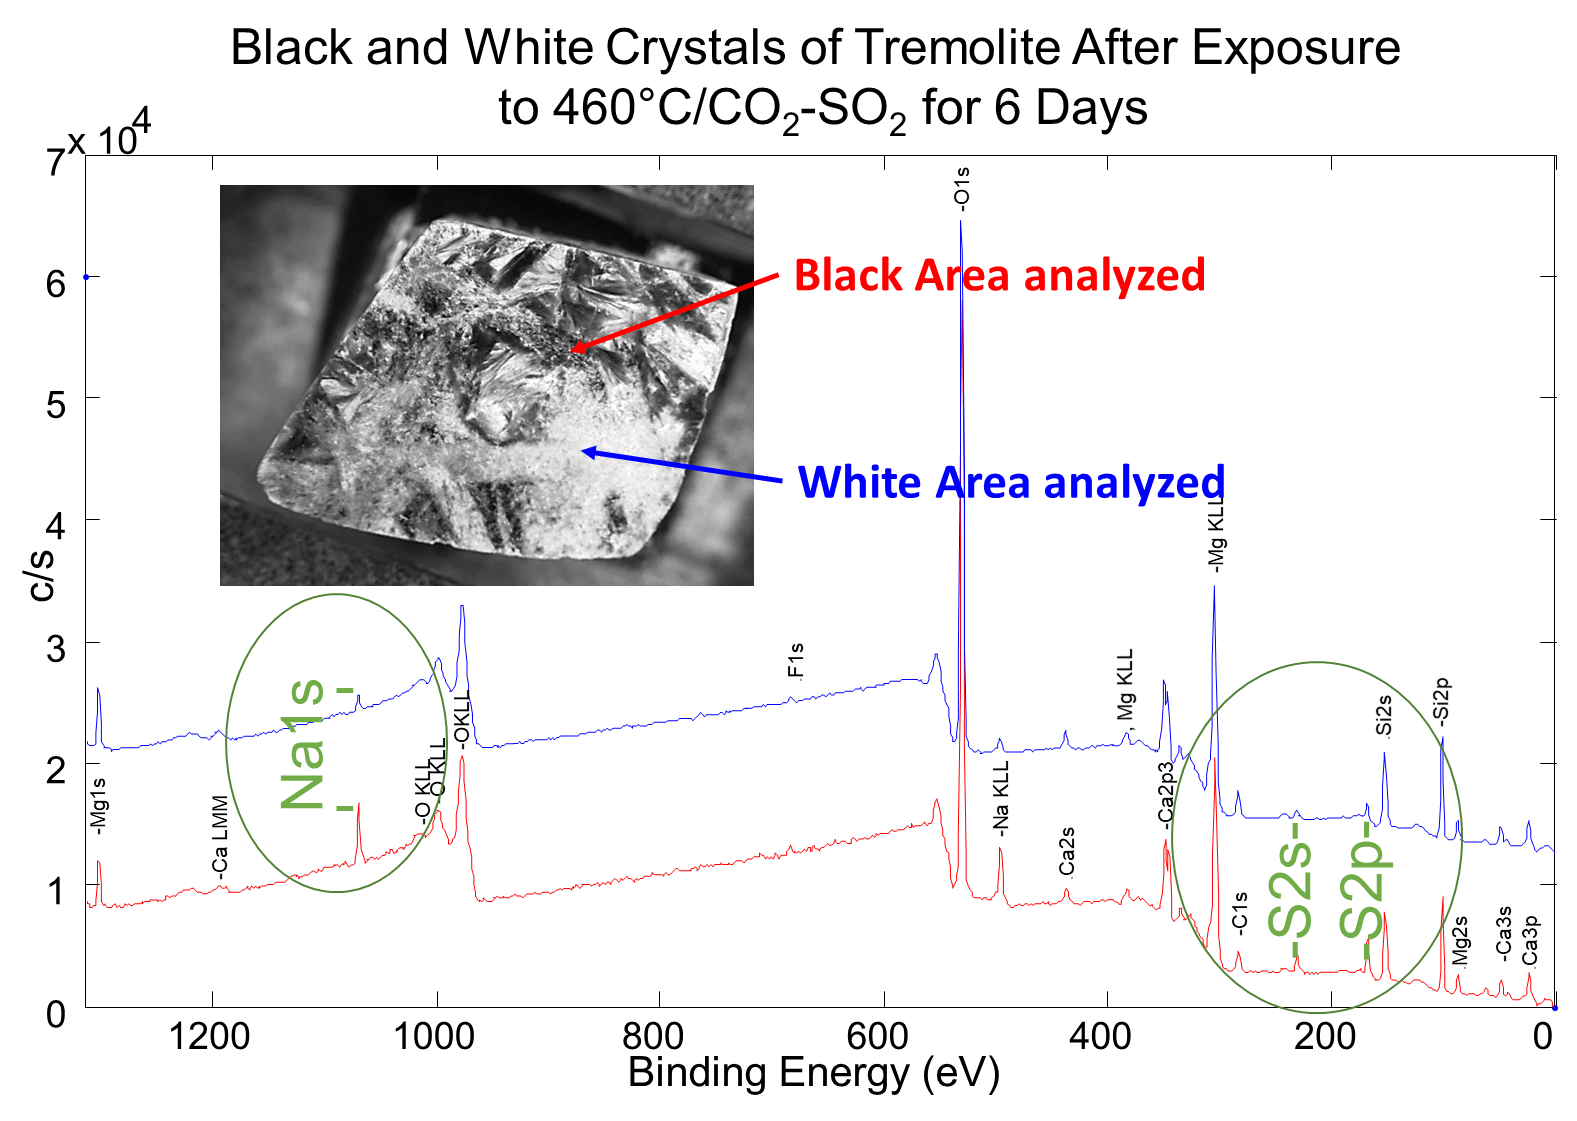 Black and White Crystals of Tremolite After Exposure
to 460°C/CO₂-SO₂ for 6 Days
x 10⁴
7
6
5
4
3
2
1
0
c/s
Black Area analyzed
White Area analyzed
-Mg1s
-Ca LMM
Na1s
-O KLL
-O KLL
-OKLL
.F1s
-O1s
-Na KLL
.Ca2s
, Mg KLL
-Ca2p3
-Mg KLL
-C1s
-S2s-
-S2p-
.Si2s
-Si2p
.Mg2s
-Ca3s
.Ca3p
1200
1000
800
600
400
200
0
Binding Energy (eV)